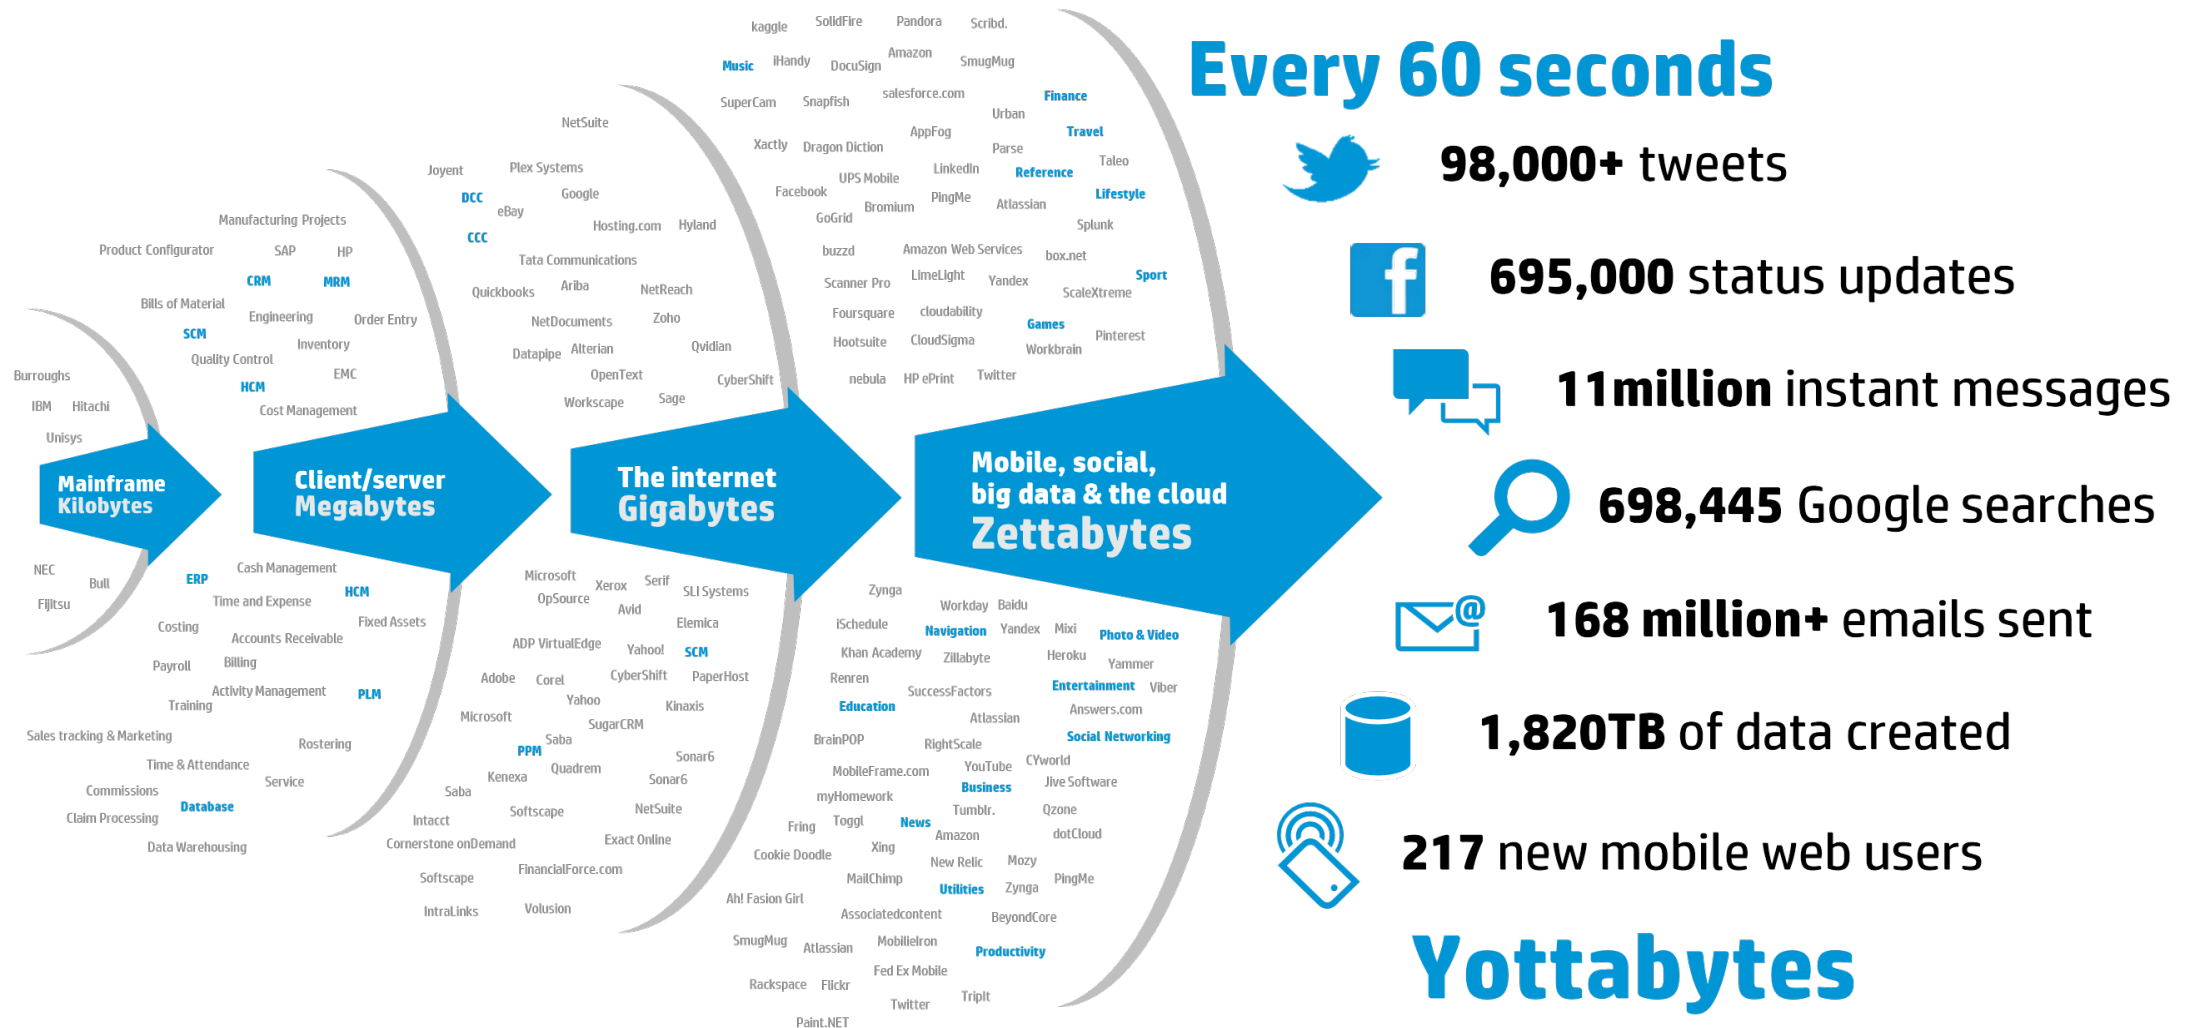 Burroughs
IBM Hitachi
Unisys
Mainframe
Kilobytes
NEC
Bull
Fijitsu
Manufacturing Projects
Product Configurator SAP HP
CRM MRM
Bills of Material
Engineering Order Entry
SCM
Inventory
Quality Control
EMC
HCM
Cost Management
Client/server
Megabytes
Cash Management
ERP
HCM
Time and Expense
Fixed Assets
Costing
Accounts Receivable
Billing
Payroll
Activity Management PLM
Training
Sales tracking & Marketing
Rostering
Time & Attendance
Service
Commissions
Database
Claim Processing
Data Warehousing
NetSuite
Joyent Plex Systems
DCC Google
eBay
Hosting.com Hyland
CCC
Tata Communications
Quickbooks Ariba NetReach
NetDocuments Zoho
Datapipe Alterian Qvidian
OpenText CyberShift
Workscape Sage
The internet
Gigabytes
Microsoft Xerox Serif SLI Systems
OpSource
Avid
Elemica
ADP VirtualEdge Yahoo! SCM
Adobe Corel CyberShift PaperHost
Yahoo Kinaxis
Microsoft
SugarCRM
Saba
PPM
Sonar6
Quadrem
Kenexa Sonar6
Saba
Softscape NetSuite
Intacct
Cornerstone onDemand Exact Online
FinancialForce.com
Softscape
IntraLinks Volusion
kaggle SolidFire Pandora Scribd.
Amazon
Music iHandy DocuSign SmugMug
SuperCam Snapfish salesforce.com Finance
Urban
AppFog Travel
Xactly Dragon Diction Parse
Taleo
LinkedIn Reference
UPS Mobile
Facebook PingMe Lifestyle
Bromium Atlassian
GoGrid Splunk
buzzd Amazon Web Services box.net
Scanner Pro LimeLight Yandex Sport
ScaleXtreme
Foursquare cloudability
Games
Hootsuite CloudSigma Pinterest
Workbrain
nebula HP ePrint Twitter
Mobile, social,
big data & the cloud
Zettabytes
Zynga
Workday Baidu
iSchedule Navigation Yandex Mixi Photo & Video
Khan Academy Zillabyte Heroku Yammer
Renren
SuccessFactors Entertainment Viber
Education
Atlassian Answers.com
BrainPOP RightScale Social Networking
MobileFrame.com YouTube CYworld
Business Jive Software
myHomework
Tumblr. Qzone
Fring Toggl News
Amazon dotCloud
Cookie Doodle Xing
New Relic Mozy
MailChimp Utilities Zynga PingMe
Ah! Fasion Girl
Associatedcontent BeyondCore
SmugMug Atlassian MobilieIron
Productivity
Fed Ex Mobile
Rackspace Flickr
Twitter TripIt
Paint.NET
Every 60 seconds
98,000+ tweets
695,000 status updates
11million instant messages
698,445 Google searches
@
168 million+ emails sent
1,820TB of data created
217 new mobile web users
Yottabytes